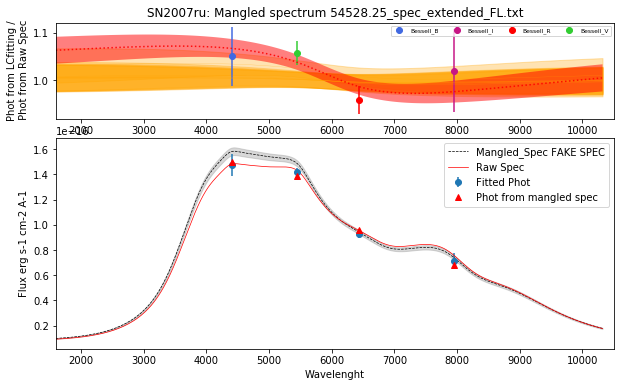 SN2007ru: Mangled spectrum 54528.25_spec_extended_FL.txt
Phot from LCfitting /
Phot from Raw Spec
1.1
1.0
Bessell_B
Bessell_I
Bessell_R
Bessell_V
2000 3000 4000 5000 6000 7000 8000 9000 10000
Flux erg s-1 cm-2 A-1
1.6
1.4
1.2
1.0
0.8
0.6
0.4
0.2
Mangled_Spec FAKE SPEC
Raw Spec
Fitted Phot
Phot from mangled spec
2000 3000 4000 5000 6000 7000 8000 9000 10000
Wavelenght